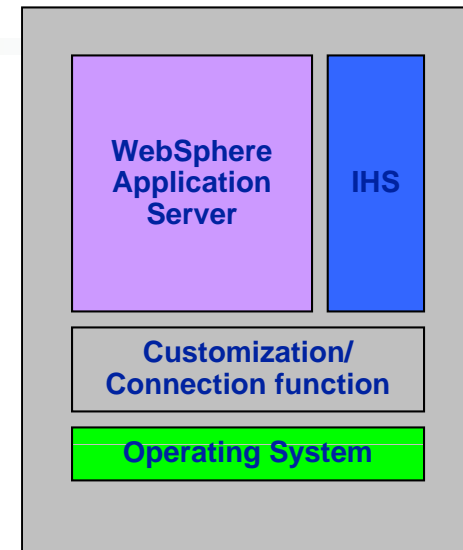 WebSphere
Application
Server
IHS
Customization/
Connection function
Operating System